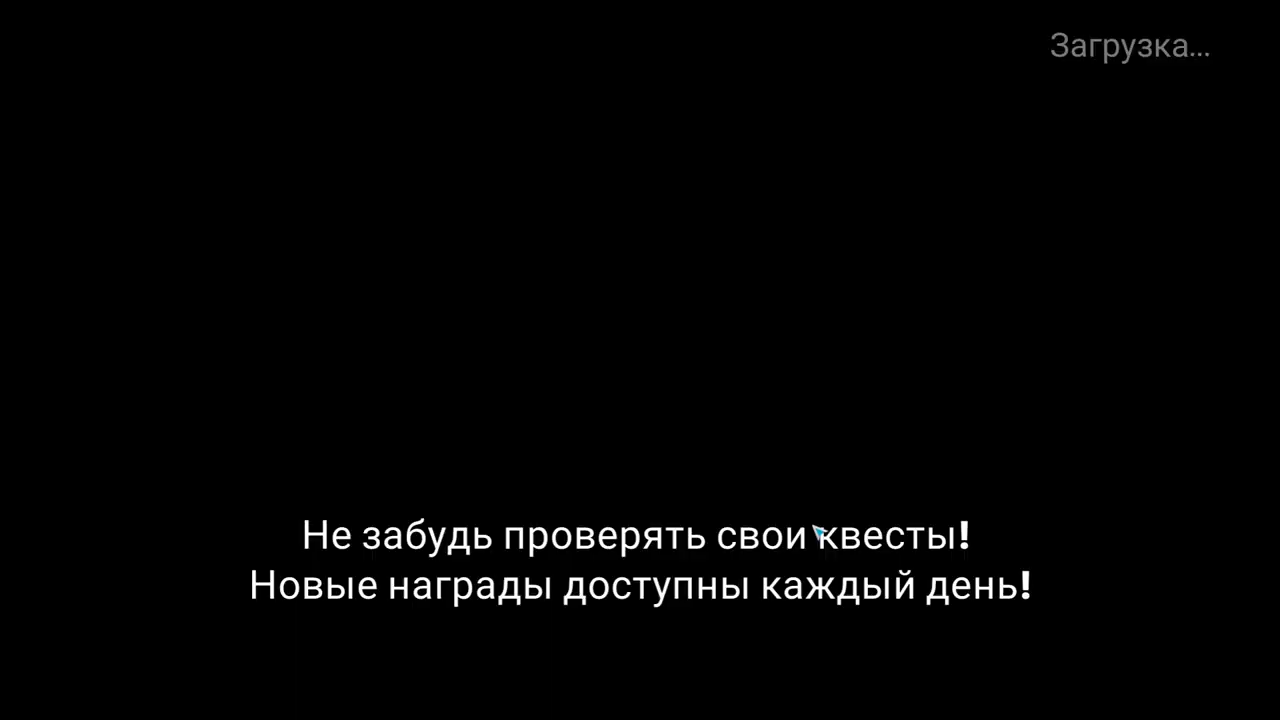 Загрузка...
Не забудь проверять свои квесты!
Новые награды доступны каждый день!